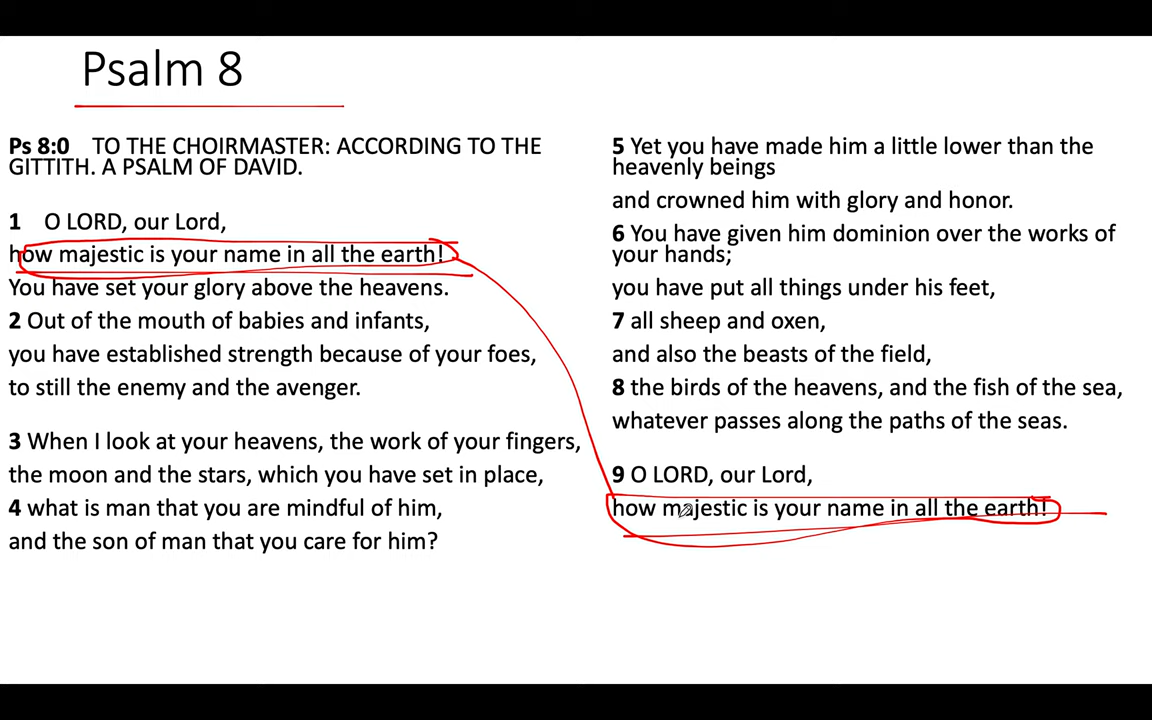 Psalm 8
Ps 8:0 TO THE CHOIRMASTER: ACCORDING TO THE
GITTITH. A PSALM OF DAVID.
1 O LORD, our Lord,
how majestic is your name in all the earth!
You have set your glory above the heavens.
2 Out of the mouth of babies and infants,
you have established strength because of your foes,
to still the enemy and the avenger.
3 When I look at your heavens, the work of your fingers,
the moon and the stars, which you have set in place,
4 what is man that you are mindful of him,
and the son of man that you care for him?
5 Yet you have made him a little lower than the
heavenly beings
and crowned him with glory and honor.
6 You have given him dominion over the works of
your hands;
you have put all things under his feet,
7 all sheep and oxen,
and also the beasts of the field,
8 the birds of the heavens, and the fish of the sea,
whatever passes along the paths of the seas.
9 O LORD, our Lord,
how majestic is your name in all the earth!